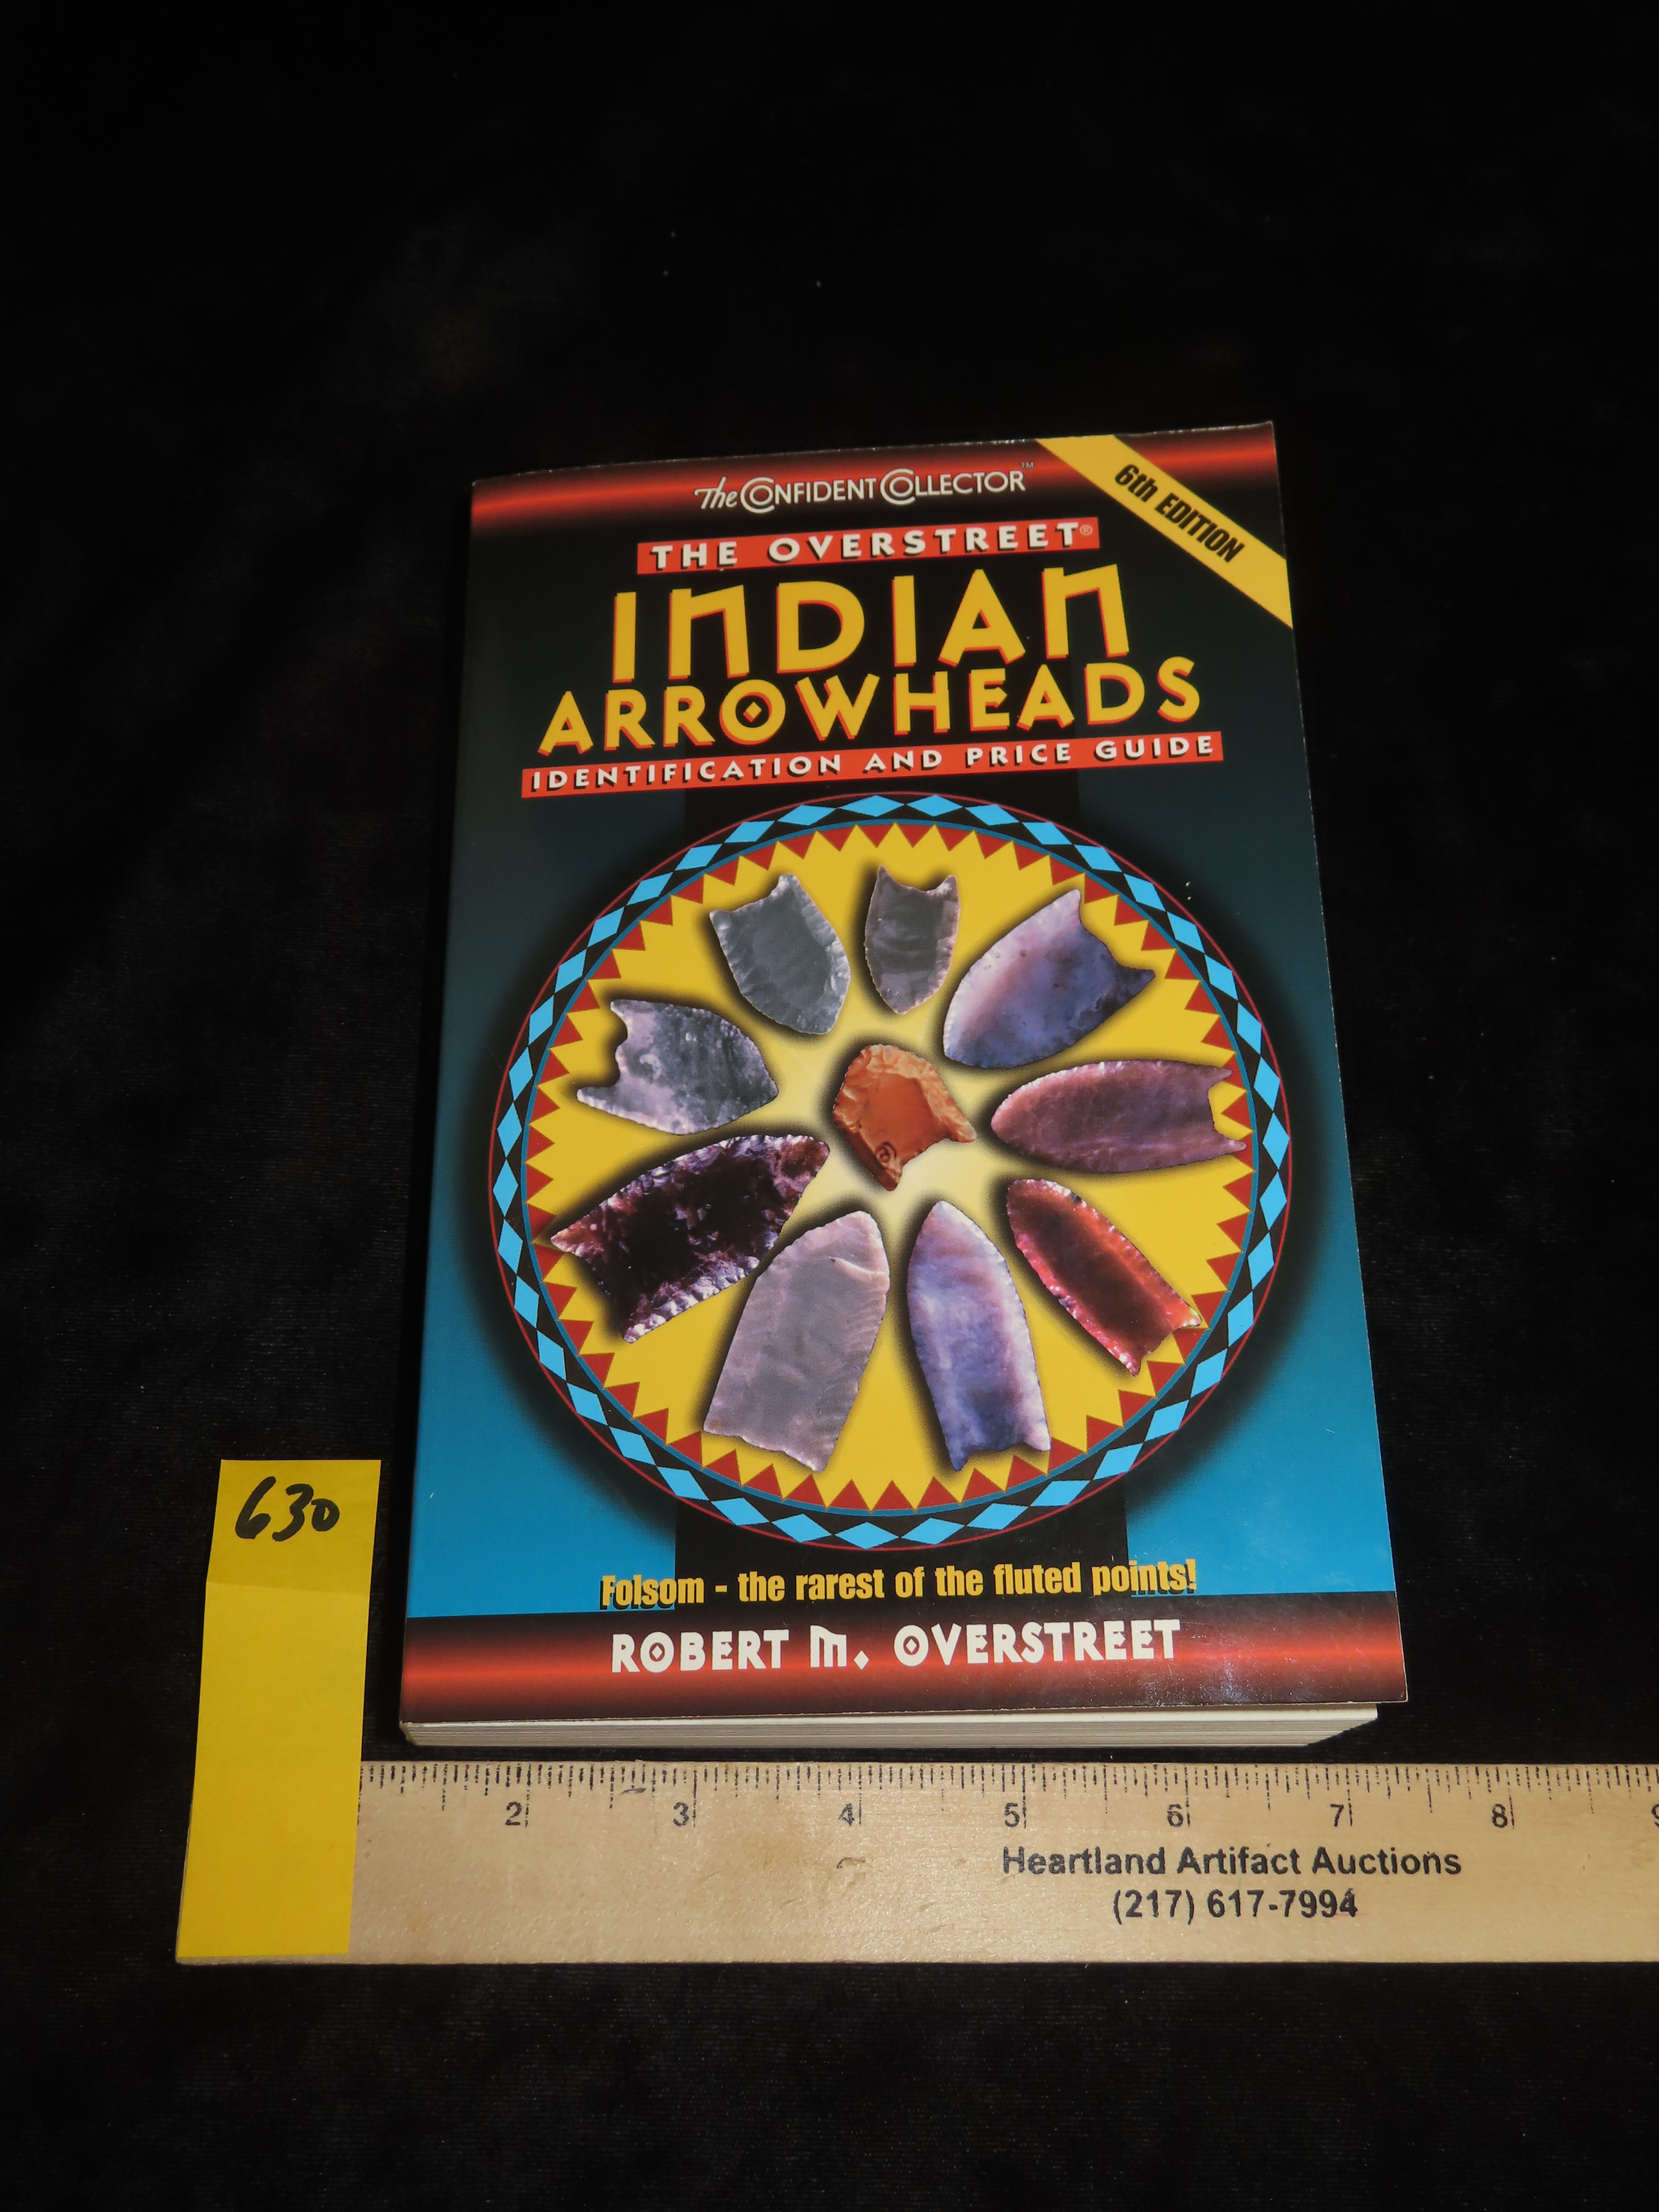 The CONFIDENT COLLECTOR™
6th EDITION
THE OVERSTREET®
INDIAN
ARROWHEADS
IDENTIFICATION AND PRICE GUIDE
Folsom - the rarest of the fluted points!
ROBERT M. OVERSTREET
630
2 3 4 5 6 7 8 9
Heartland Artifact Auctions
(217) 617-7994